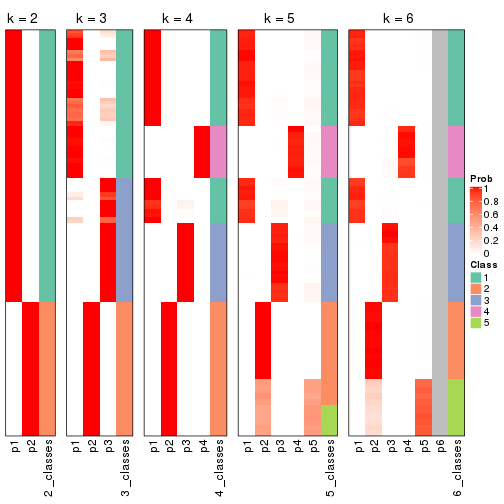 k = 2
k = 3
k = 4
k = 5
k = 6
Prob
1
0.8
0.6
0.4
0.2
0
Class
1
2
3
4
5
p1
p2
2_classes
p1
p2
p3
3_classes
p1
p2
p3
p4
4_classes
p1
p2
p3
p4
p5
5_classes
p1
p2
p3
p4
p5
p6
6_classes